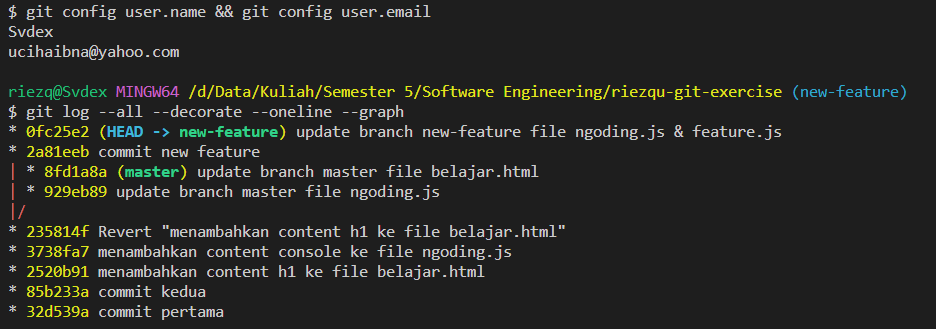 $ git config user.name && git config user.email
Svdex
ucihaibna@yahoo.com
riezq@Svdex MINGW64 /d/Data/Kuliah/Semester 5/Software Engineering/riezqu-git-exercise (new-feature)
$ git log --all --decorate --oneline --graph
* 0fc25e2 (HEAD -> new-feature) update branch new-feature file ngoding.js & feature.js
* 2a81eeb commit new feature
| * 8fd1a8a (master) update branch master file belajar.html
| * 929eb89 update branch master file ngoding.js
|/
* 235814f Revert "menambahkan content h1 ke file belajar.html"
* 3738fa7 menambahkan content console ke file ngoding.js
* 2520b91 menambahkan content h1 ke file belajar.html
* 85b233a commit kedua
* 32d539a commit pertama